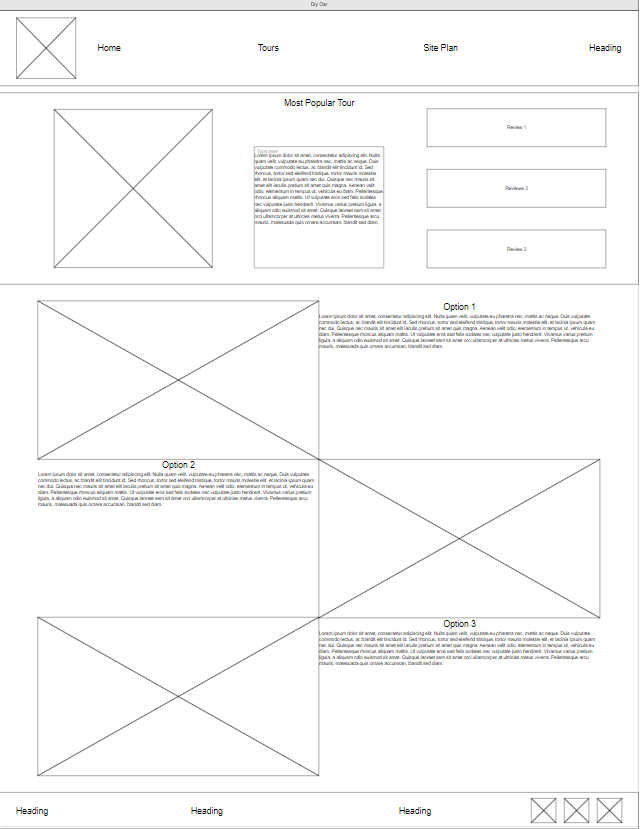 Dry Oar
Home
Tours
Site Plan
Heading
Most Popular Tour
Type here
Lorem ipsum dolor sit amet, consectetur adipiscing elit. Nulla
quam velit, vulputate eu pharetra nec, mattis ac neque. Duis
vulputate commodo lectus, ac blandit elit tincidunt id. Sed
rhoncus, tortor sed eleifend tristique, tortor mauris molestie
elit, et lacinia ipsum quam nec dui. Quisque nec mauris sit
amet elit iaculis pretium sit amet quis magna. Aenean velit
odio, elementum in tempus ut, vehicula eu diam. Pellentesque
rhoncus aliquam mattis. Ut vulputate eros sed felis sodales
nec vulputate justo hendrerit. Vivamus varius pretium ligula, a
aliquam odio euismod sit amet. Quisque laoreet sem sit amet
orci ullamcorper at ultricies metus viverra. Pellentesque arcu
mauris, malesuada quis ornare accumsan, blandit sed diam.
Review 1
Reviews 2
Review 3
Option 1
Lorem ipsum dolor sit amet, consectetur adipiscing elit. Nulla quam velit, vulputate eu pharetra nec, mattis ac neque. Duis vulputate
commodo lectus, ac blandit elit tincidunt id. Sed rhoncus, tortor sed eleifend tristique, tortor mauris molestie elit, et lacinia ipsum quam
nec dui. Quisque nec mauris sit amet elit iaculis pretium sit amet quis magna. Aenean velit odio, elementum in tempus ut, vehicula eu
diam. Pellentesque rhoncus aliquam mattis. Ut vulputate eros sed felis sodales nec vulputate justo hendrerit. Vivamus varius pretium
ligula, a aliquam odio euismod sit amet. Quisque laoreet sem sit amet orci ullamcorper at ultricies metus viverra. Pellentesque arcu
mauris, malesuada quis ornare accumsan, blandit sed diam.
Option 2
Lorem ipsum dolor sit amet, consectetur adipiscing elit. Nulla quam velit, vulputate eu pharetra nec, mattis ac neque. Duis vulputate
commodo lectus, ac blandit elit tincidunt id. Sed rhoncus, tortor sed eleifend tristique, tortor mauris molestie elit, et lacinia ipsum quam
nec dui. Quisque nec mauris sit amet elit iaculis pretium sit amet quis magna. Aenean velit odio, elementum in tempus ut, vehicula eu
diam. Pellentesque rhoncus aliquam mattis. Ut vulputate eros sed felis sodales nec vulputate justo hendrerit. Vivamus varius pretium
ligula, a aliquam odio euismod sit amet. Quisque laoreet sem sit amet orci ullamcorper at ultricies metus viverra. Pellentesque arcu
mauris, malesuada quis ornare accumsan, blandit sed diam.
Option 3
Lorem ipsum dolor sit amet, consectetur adipiscing elit. Nulla quam velit, vulputate eu pharetra nec, mattis ac neque. Duis vulputate
commodo lectus, ac blandit elit tincidunt id. Sed rhoncus, tortor sed eleifend tristique, tortor mauris molestie elit, et lacinia ipsum quam
nec dui. Quisque nec mauris sit amet elit iaculis pretium sit amet quis magna. Aenean velit odio, elementum in tempus ut, vehicula eu
diam. Pellentesque rhoncus aliquam mattis. Ut vulputate eros sed felis sodales nec vulputate justo hendrerit. Vivamus varius pretium
ligula, a aliquam odio euismod sit amet. Quisque laoreet sem sit amet orci ullamcorper at ultricies metus viverra. Pellentesque arcu
mauris, malesuada quis ornare accumsan, blandit sed diam.
Heading
Heading
Heading